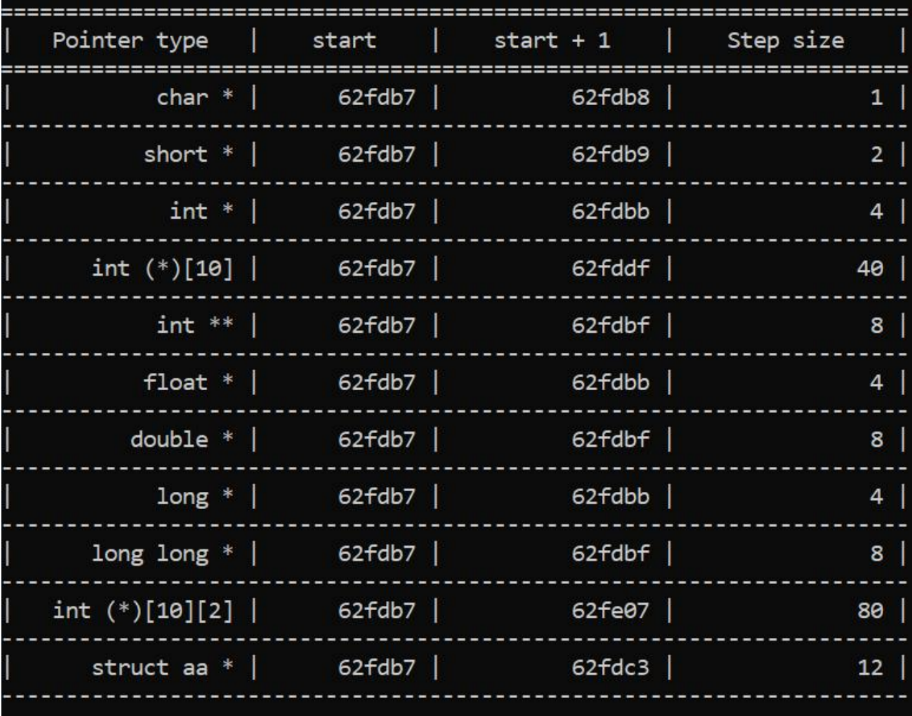 =====================================================================
| Pointer type | start | start + 1 | Step size |
=====================================================================
| char * | 62fdb7 | 62fdb8 | 1 |
---------------------------------------------------------------------
| short * | 62fdb7 | 62fdb9 | 2 |
---------------------------------------------------------------------
| int * | 62fdb7 | 62fdbb | 4 |
---------------------------------------------------------------------
| int (*)[10] | 62fdb7 | 62fddf | 40 |
---------------------------------------------------------------------
| int ** | 62fdb7 | 62fdbf | 8 |
---------------------------------------------------------------------
| float * | 62fdb7 | 62fdbb | 4 |
---------------------------------------------------------------------
| double * | 62fdb7 | 62fdbf | 8 |
---------------------------------------------------------------------
| long * | 62fdb7 | 62fdbb | 4 |
---------------------------------------------------------------------
| long long * | 62fdb7 | 62fdbf | 8 |
---------------------------------------------------------------------
| int (*)[10][2] | 62fdb7 | 62fe07 | 80 |
---------------------------------------------------------------------
| struct aa * | 62fdb7 | 62fdc3 | 12 |
---------------------------------------------------------------------